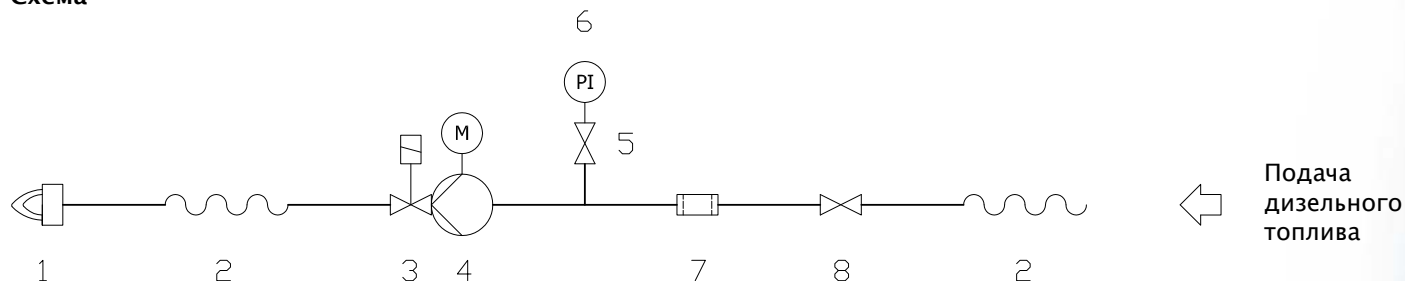 Схема
6
PI
M
5
Подача
дизельного
топлива
1 2 3 4 7 8 2